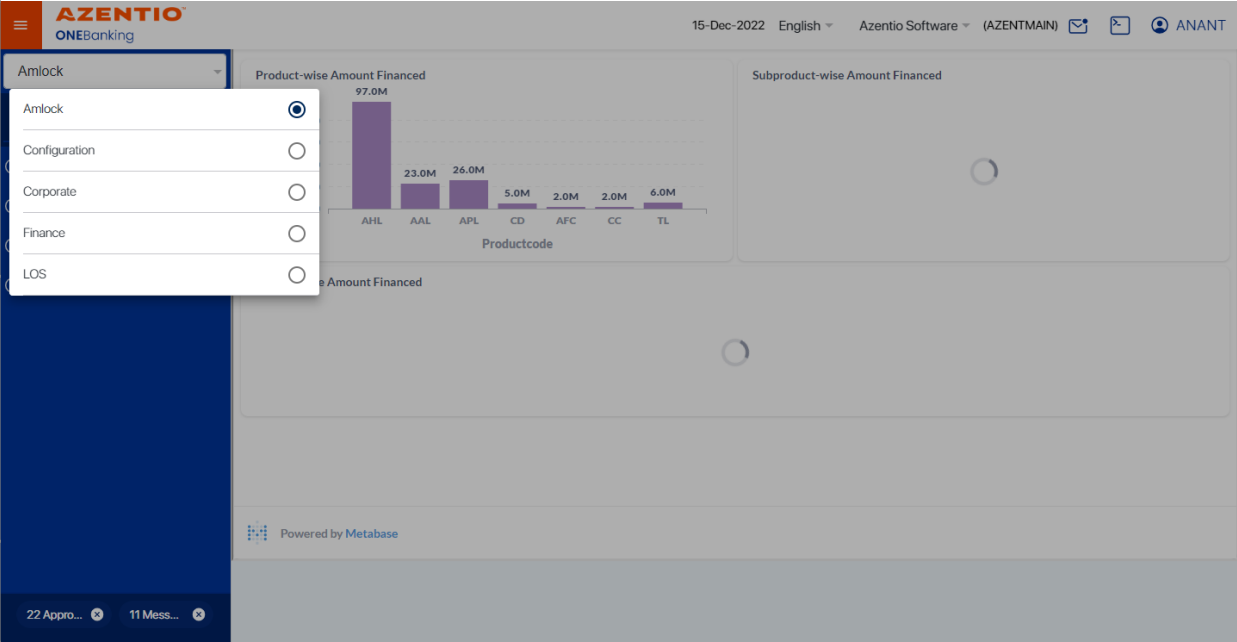 AZENTIO™
ONEBanking
15-Dec-2022 English Azentio Software (AZENTMAIN) ANANT
Amlock
Amlock
Configuration
Corporate
Finance
LOS
Product-wise Amount Financed
97.0M
23.0M
26.0M
5.0M
2.0M
2.0M
6.0M
AHL AAL APL CD AFC CC TL
Productcode
Subproduct-wise Amount Financed
e Amount Financed
Powered by Metabase
22 Appro... 11 Mess...